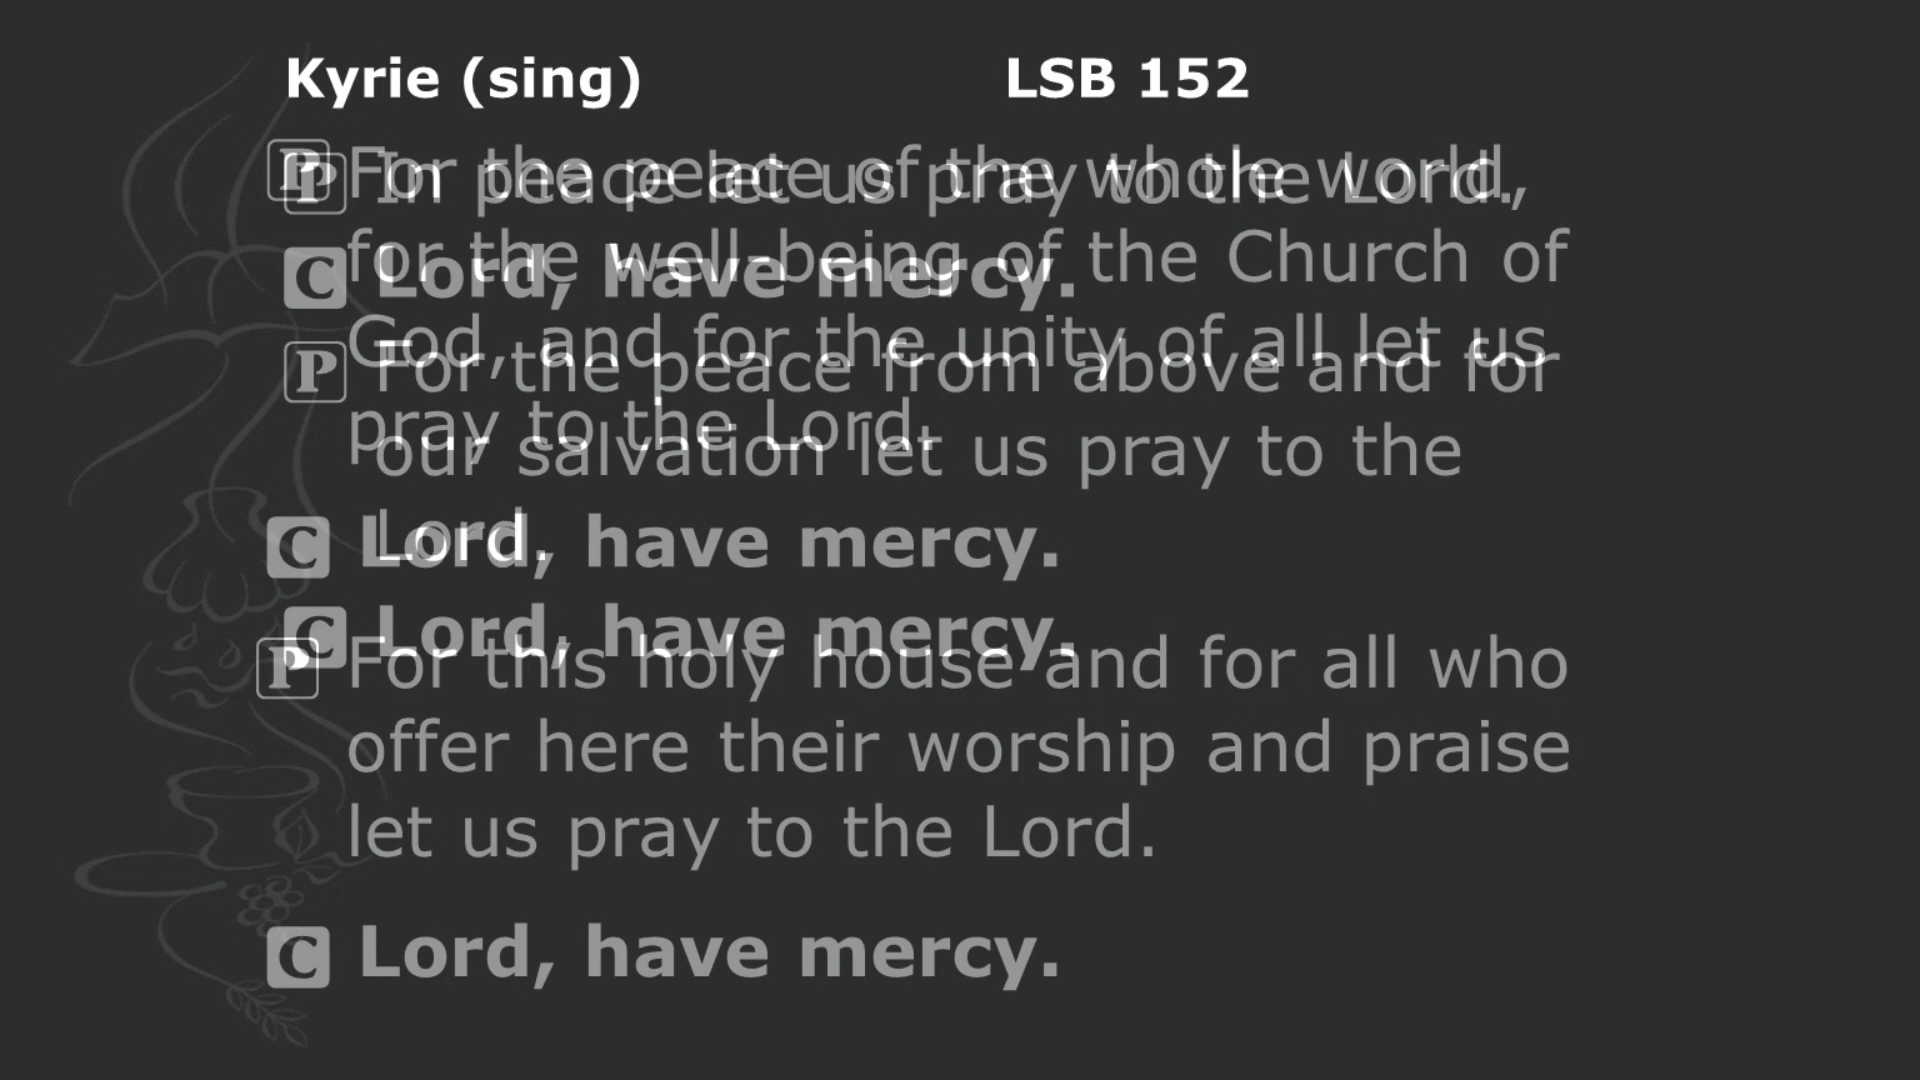 Kyrie (sing) LSB 152
P In peace let us pray to the Lord.
C Lord, have mercy.
P For the peace from above and for
our salvation let us pray to the
Lord.
C Lord, have mercy.
P For the peace of the whole world,
for the well-being of the Church of
God, and for the unity of all let us
pray to the Lord.
C Lord, have mercy.
P For this holy house and for all who
offer here their worship and praise
let us pray to the Lord.
C Lord, have mercy.